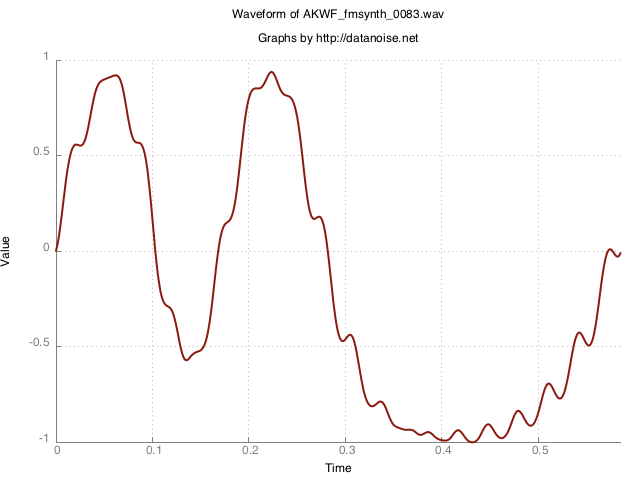 Waveform of AKWF_fmsynth_0083.wav
Graphs by http://datanoise.net
1
0.5
0
-0.5
-1
Value
0 0.1 0.2 0.3 0.4 0.5
Time